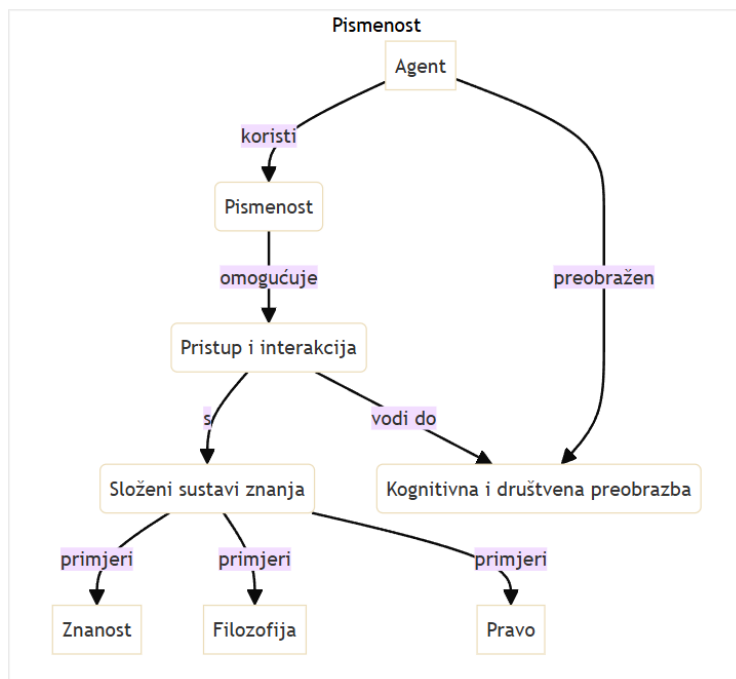 Pismenost
Agent
koristi
Pismenost
omogućuje
preobražen
Pristup i interakcija
s
vodi do
Složeni sustavi znanja
Kognitivna i društvena preobrazba
primjeri
primjeri
primjeri
Znanost
Filozofija
Pravo